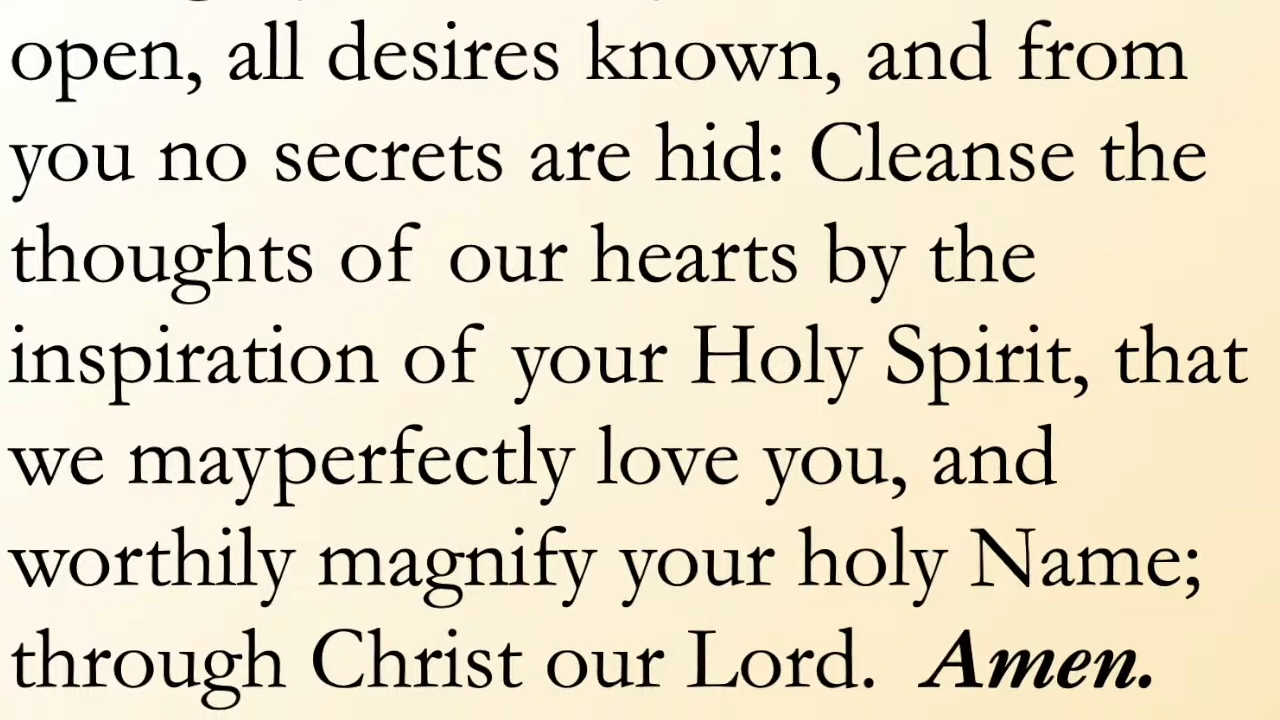 open, all desires known, and from
you no secrets are hid: Cleanse the
thoughts of our hearts by the
inspiration of your Holy Spirit, that
we mayperfectly love you, and
worthily magnify your holy Name;
through Christ our Lord. Amen.